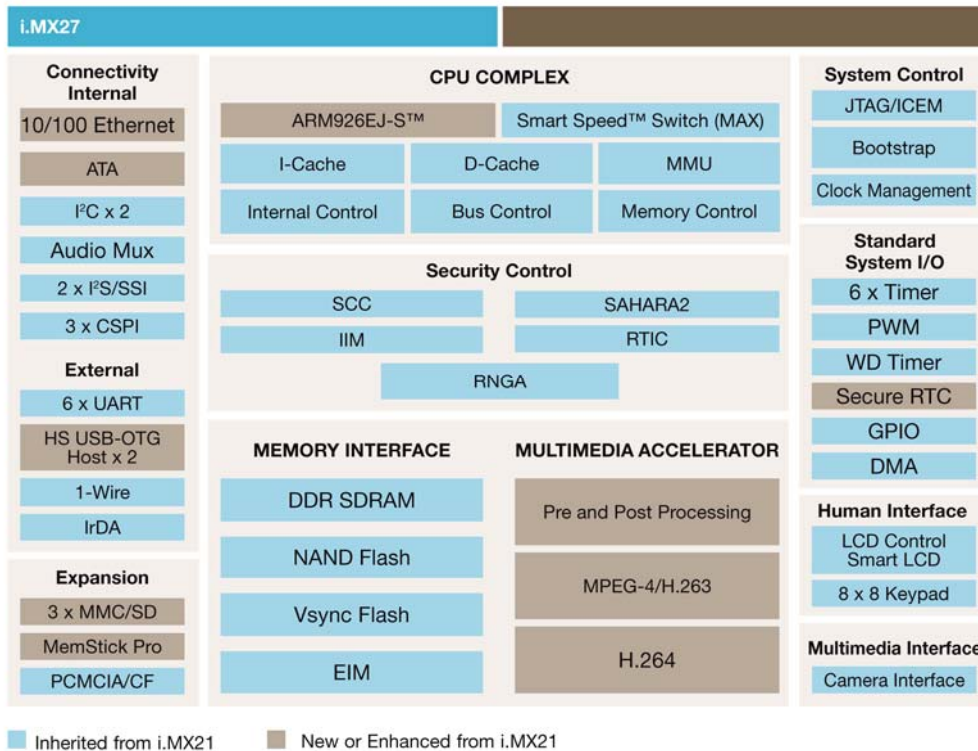 i.MX27
Connectivity
Internal
10/100 Ethernet
ATA
I²C x 2
Audio Mux
2 x I²S/SSI
3 x CSPI
External
6 x UART
HS USB-OTG
Host x 2
1-Wire
IrDA
Expansion
3 x MMC/SD
MemStick Pro
PCMCIA/CF
CPU COMPLEX
ARM926EJ-S™
Smart Speed™ Switch (MAX)
I-Cache
D-Cache
MMU
Internal Control
Bus Control
Memory Control
Security Control
SCC
SAHARA2
IIM
RTIC
RNGA
MEMORY INTERFACE
DDR SDRAM
NAND Flash
Vsync Flash
EIM
MULTIMEDIA ACCELERATOR
Pre and Post Processing
MPEG-4/H.263
H.264
System Control
JTAG/ICEM
Bootstrap
Clock Management
Standard
System I/O
6 x Timer
PWM
WD Timer
Secure RTC
GPIO
DMA
Human Interface
LCD Control
Smart LCD
8 x 8 Keypad
Multimedia Interface
Camera Interface
Inherited from i.MX21
New or Enhanced from i.MX21